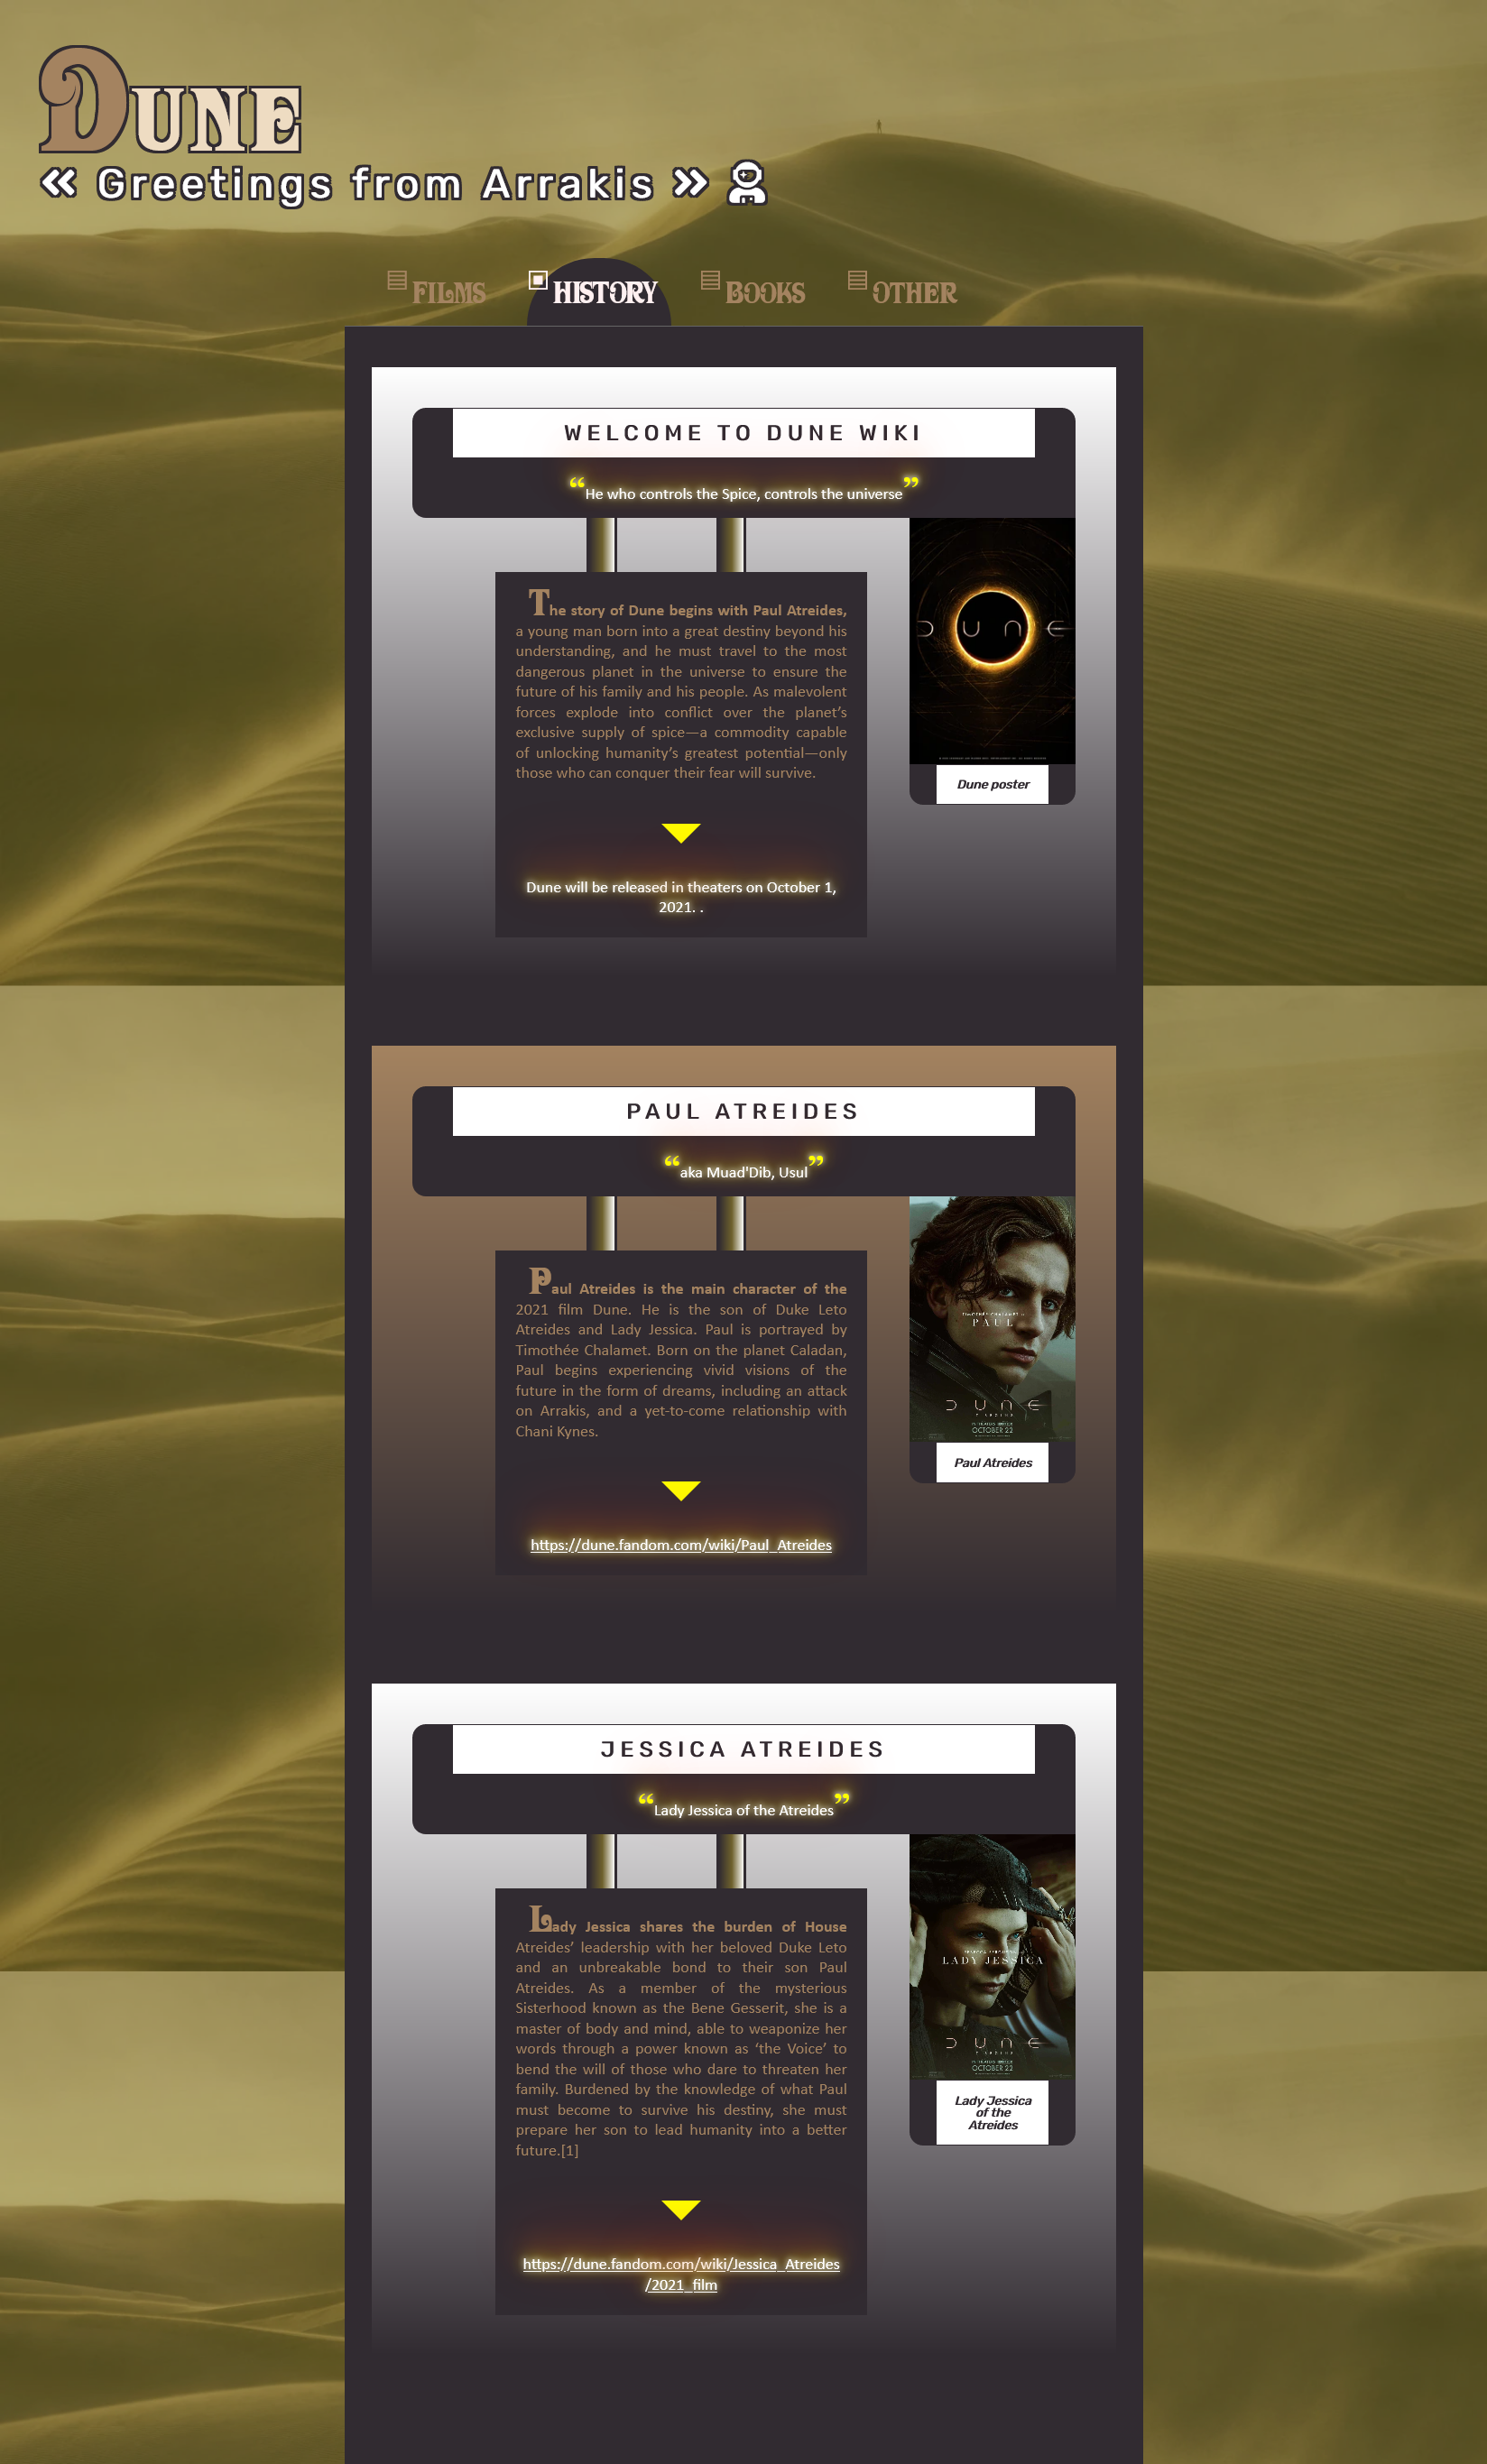 Dune
« Greetings from Arrakis »
FILMS HISTORY BOOKS OTHER
WELCOME TO DUNE WIKI
“He who controls the Spice, controls the universe”
The story of Dune begins with Paul Atreides,
a young man born into a great destiny beyond his
understanding, and he must travel to the most
dangerous planet in the universe to ensure the
future of his family and his people. As malevolent
forces explode into conflict over the planet’s
exclusive supply of spice—a commodity capable
of unlocking humanity’s greatest potential—only
those who can conquer their fear will survive.
Dune will be released in theaters on October 1,
2021. .
DUNE
Dune poster
PAUL ATREIDES
“aka Muad'Dib, Usul”
Paul Atreides is the main character of the
2021 film Dune. He is the son of Duke Leto
Atreides and Lady Jessica. Paul is portrayed by
Timothée Chalamet. Born on the planet Caladan,
Paul begins experiencing vivid visions of the
future in the form of dreams, including an attack
on Arrakis, and a yet-to-come relationship with
Chani Kynes.
https://dune.fandom.com/wiki/Paul_Atreides
PAUL
DUNE
OCTOBER 22
Paul Atreides
JESSICA ATREIDES
“Lady Jessica of the Atreides”
Lady Jessica shares the burden of House
Atreides’ leadership with her beloved Duke Leto
and an unbreakable bond to their son Paul
Atreides. As a member of the mysterious
Sisterhood known as the Bene Gesserit, she is a
master of body and mind, able to weaponize her
words through a power known as ‘the Voice’ to
bend the will of those who dare to threaten her
family. Burdened by the knowledge of what Paul
must become to survive his destiny, she must
prepare her son to lead humanity into a better
future.[1]
https://dune.fandom.com/wiki/Jessica_Atreides
/2021_film
LADY JESSICA
DUNE
OCTOBER 22
Lady Jessica
of the
Atreides